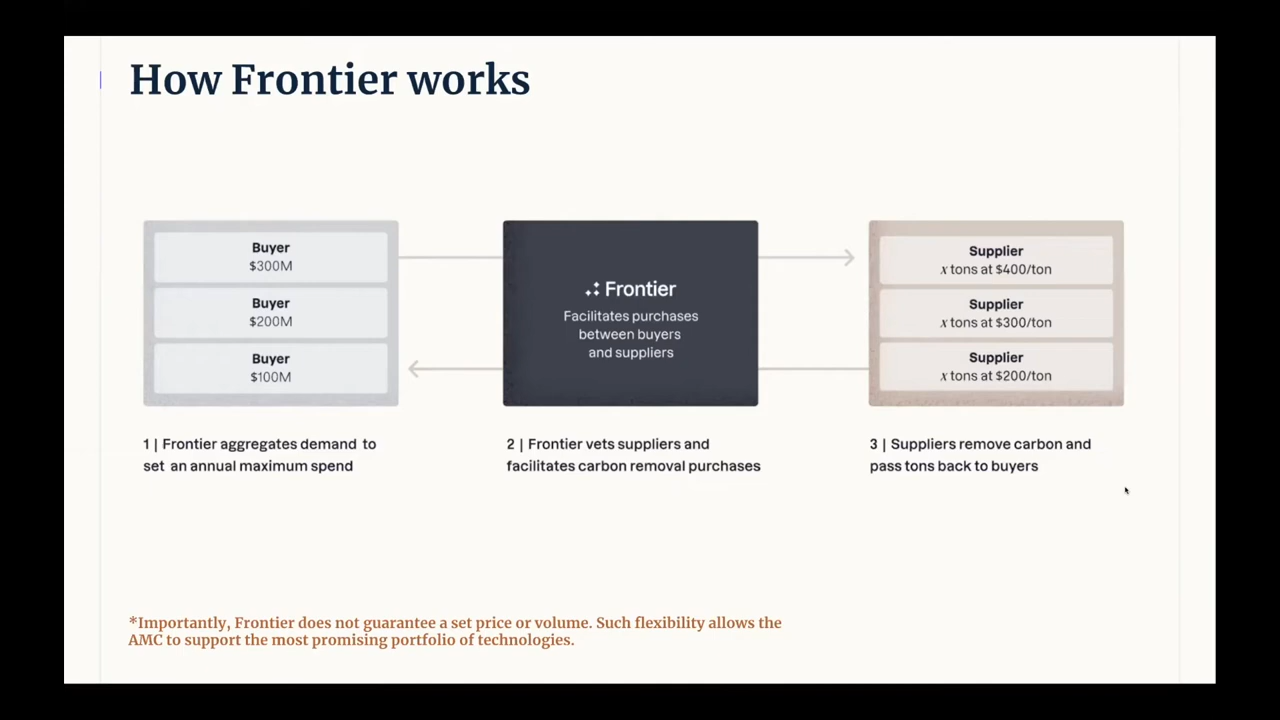 How Frontier works
Buyer
$300M
Buyer
$200M
Buyer
$100M
Frontier
Facilitates purchases
between buyers
and suppliers
Supplier
x tons at $400/ton
Supplier
x tons at $300/ton
Supplier
x tons at $200/ton
1 | Frontier aggregates demand to
set an annual maximum spend
2 | Frontier vets suppliers and
facilitates carbon removal purchases
3 | Suppliers remove carbon and
pass tons back to buyers
*Importantly, Frontier does not guarantee a set price or volume. Such flexibility allows the
AMC to support the most promising portfolio of technologies.